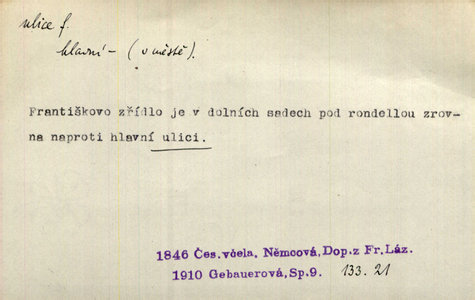 ulice f.
hlavní – (v městě).
Františkovo zřídlo je v dolních sadech pod rondellou zrov-
na naproti hlavní ulici.
1846 Čes.včela, Němcová, Dop.z Fr.Láz.
1910 Gebauerová,Sp.9. 133.21